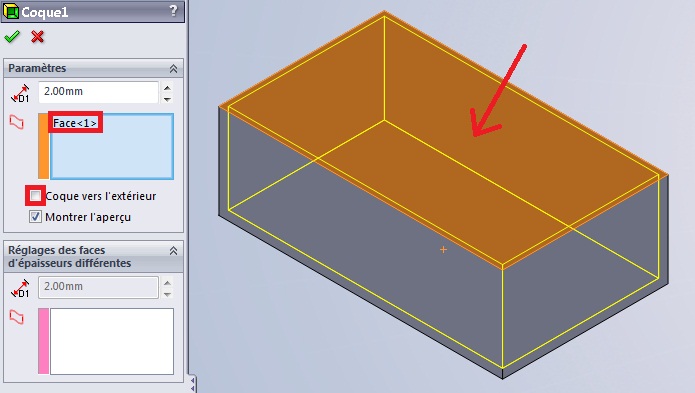 Coque1 ?
Paramètres
D1 2.00mm
Face<1>
Coque vers l'extérieur
Montrer l'aperçu
Réglages des faces
d'épaisseurs différentes
D1 2.00mm